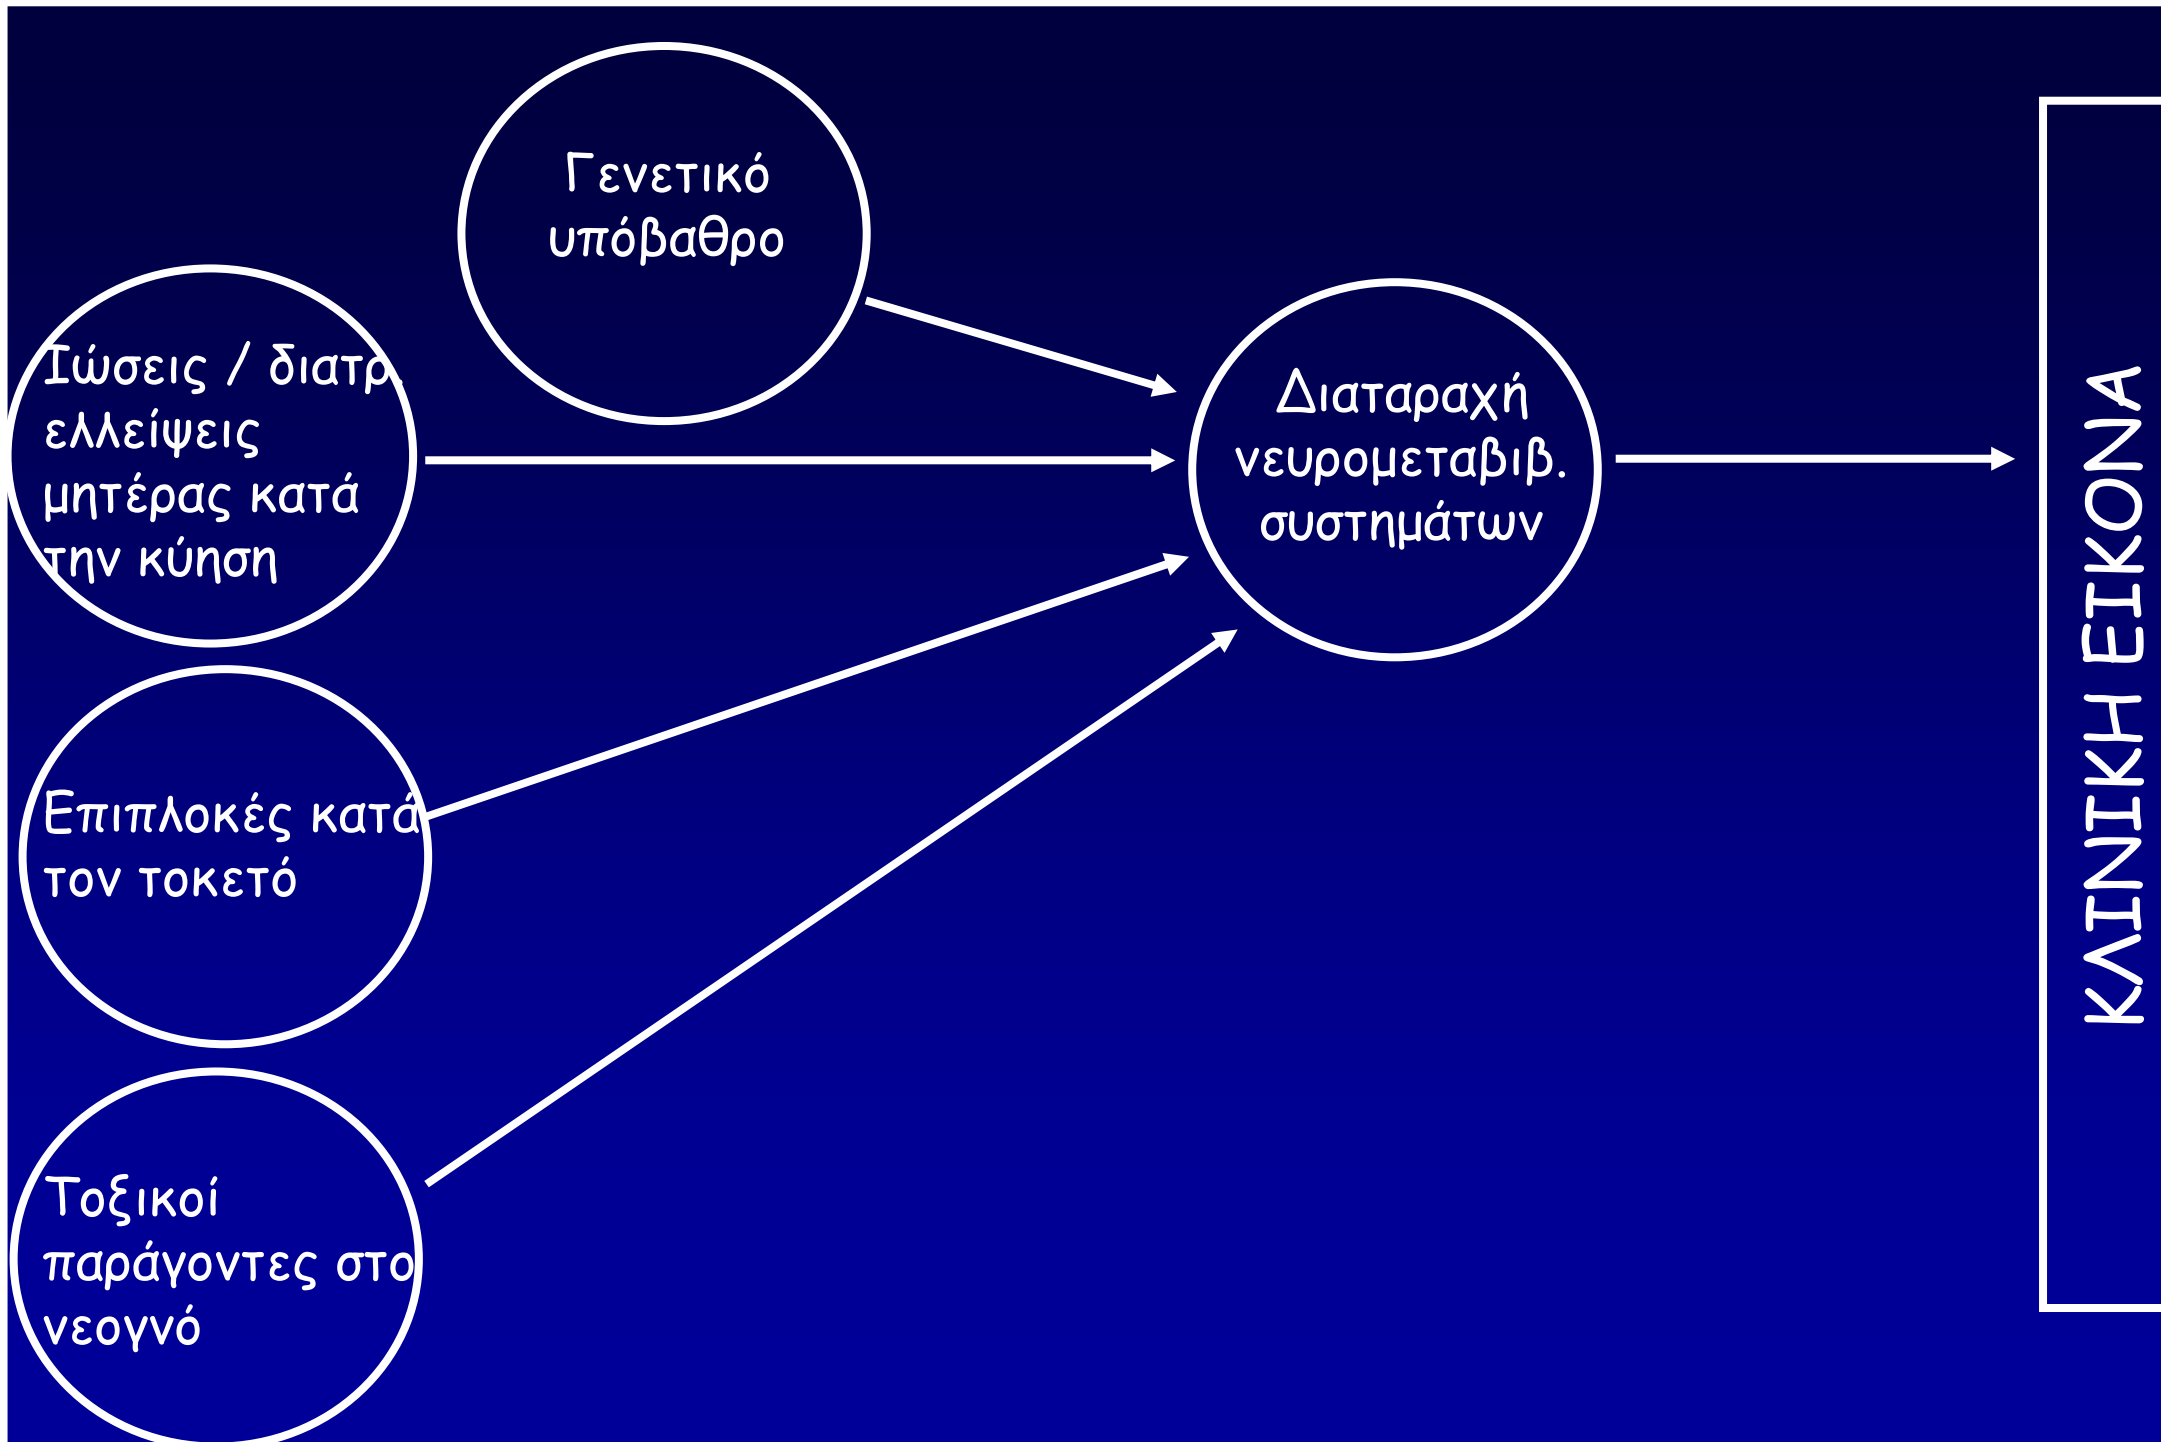 Γενετικό
υπόβαθρο
Ιώσεις / διατρ.
ελλείψεις
μητέρας κατά
την κύηση
Διαταραχή
νευρομεταβιβ.
συστημάτων
Επιπλοκές κατά
τον τοκετό
Τοξικοί
παράγοντες στο
νεογνό
ΚΛΙΝΙΚΗ ΕΙΚΟΝΑ